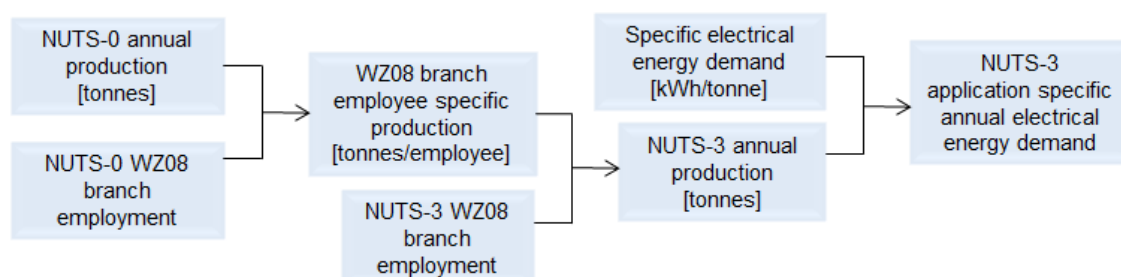 NUTS-0 annual
production
[tonnes]
NUTS-0 WZ08
branch
employment
WZ08 branch
employee specific
production
[tonnes/employee]
NUTS-3 WZ08
branch
employment
Specific electrical
energy demand
[kWh/tonne]
NUTS-3 annual
production
[tonnes]
NUTS-3
application specific
annual electrical
energy demand